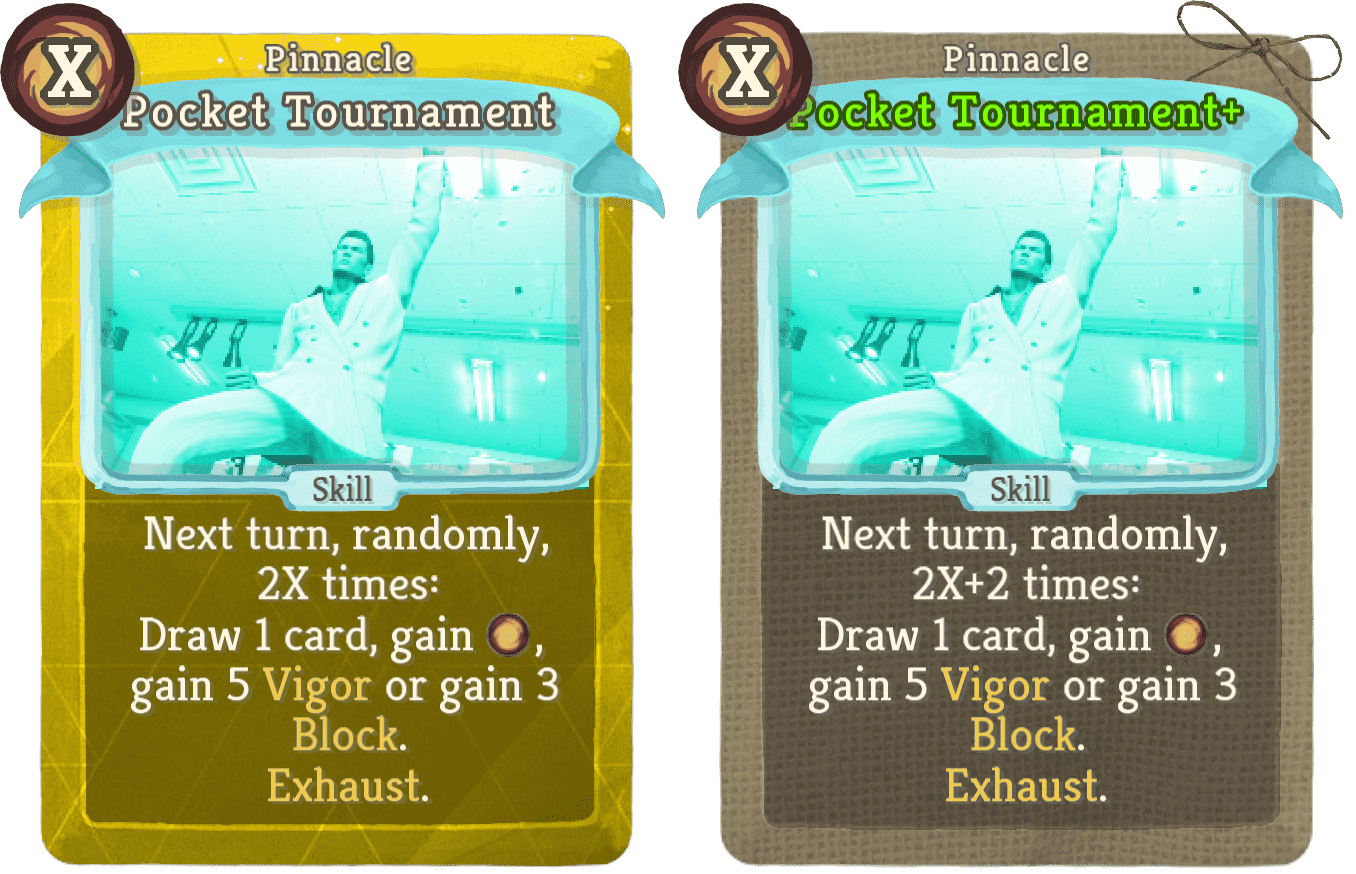 X
Pinnacle
Pocket Tournament
Skill
Next turn, randomly,
2X times:
Draw 1 card, gain ,
gain 5 Vigor or gain 3
Block.
Exhaust.
X
Pinnacle
Pocket Tournament+
Skill
Next turn, randomly,
2X+2 times:
Draw 1 card, gain ,
gain 5 Vigor or gain 3
Block.
Exhaust.